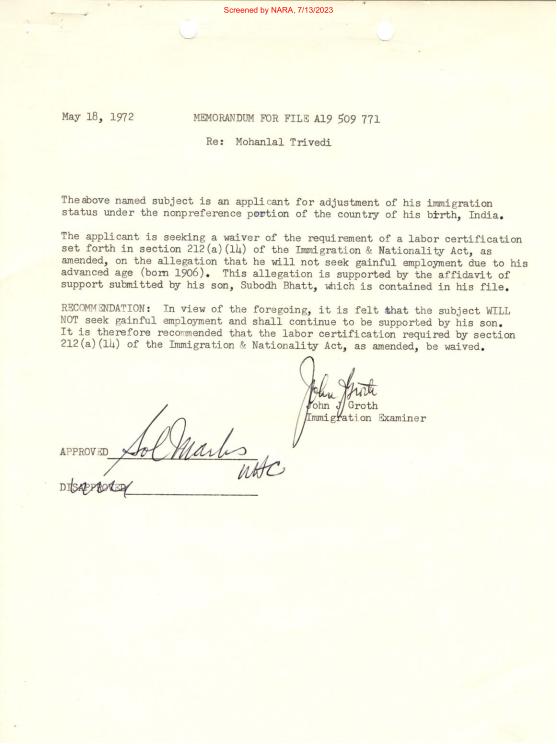 Screened by NARA, 7/13/2023
May 18, 1972 MEMORANDUM FOR FILE A19 509 771
Re: Mohanlal Trivedi
The above named subject is an applicant for adjustment of his immigration
status under the nonpreference portion of the country of his birth, India.
The applicant is seeking a waiver of the requirement of a labor certification
set forth in section 212(a)(14) of the Immigration & Nationality Act, as
amended, on the allegation that he will not seek gainful employment due to his
advanced age (born 1906). This allegation is supported by the affidavit of
support submitted by his son, Subodh Bhatt, which is contained in his file.
RECOMMENDATION: In view of the foregoing, it is felt that the subject WILL
NOT seek gainful employment and shall continue to be supported by his son.
It is therefore recommended that the labor certification required by section
212(a)(14) of the Immigration & Nationality Act, as amended, be waived.
John J Groth
John J Groth
Immigration Examiner
APPROVED Sol Marks
WHC
DISAPPROVED